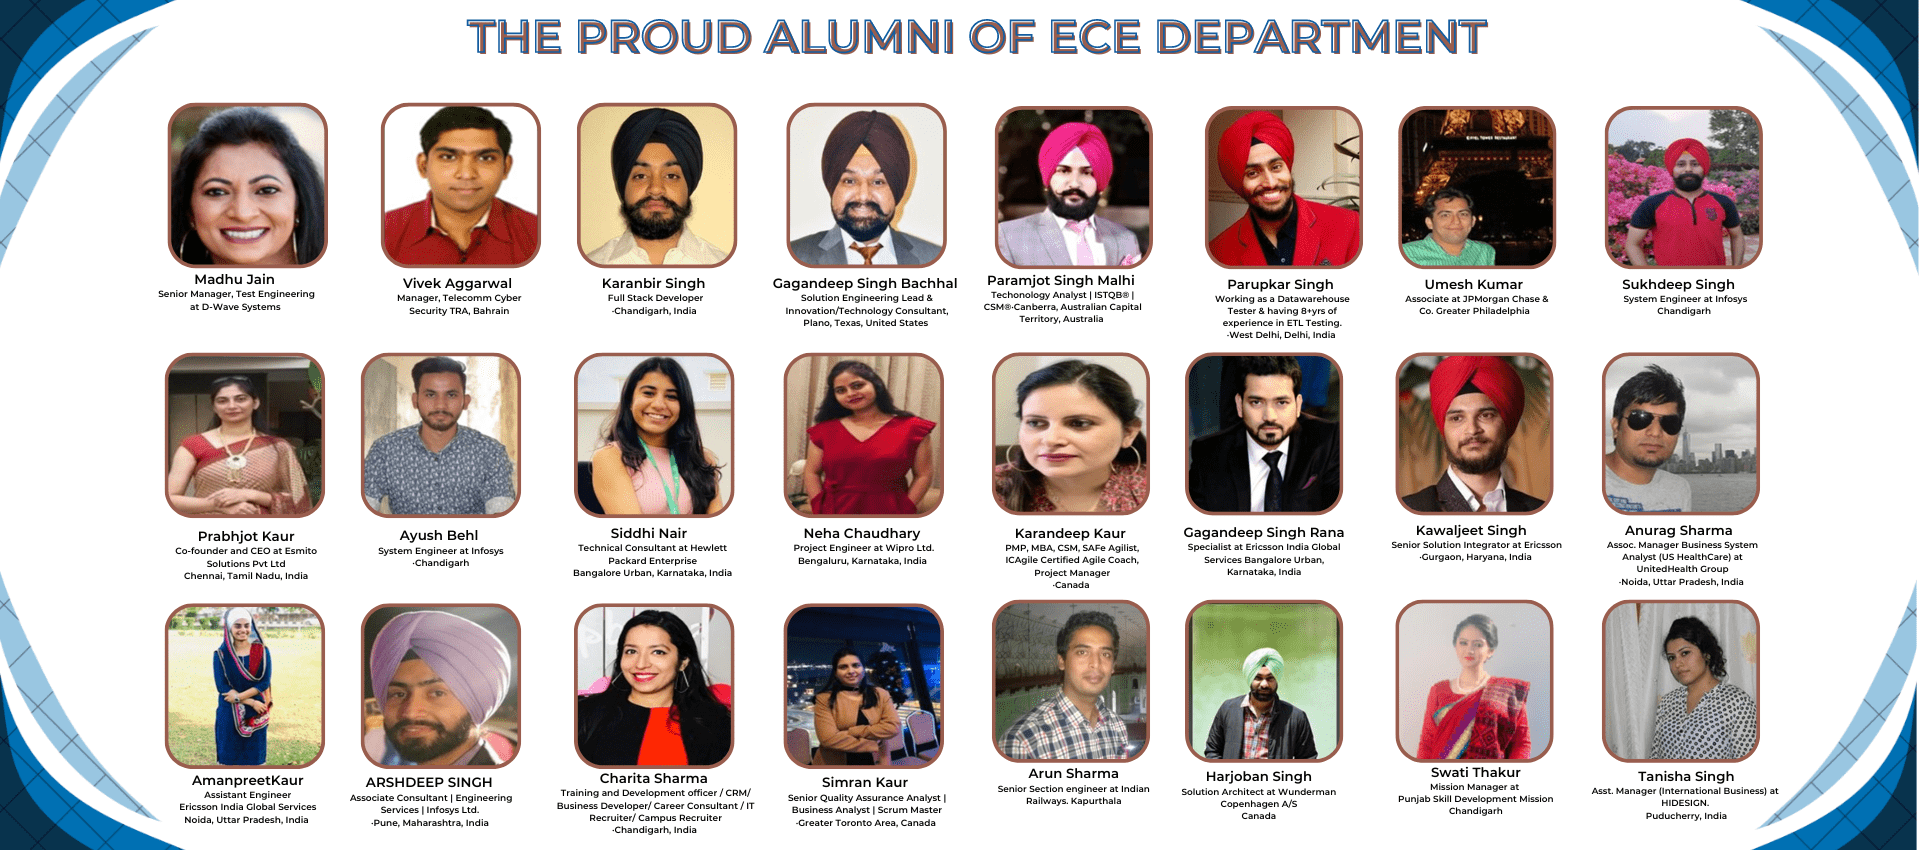 THE PROUD ALUMNI OF ECE DEPARTMENT
Madhu Jain
Senior Manager, Test Engineering
at D-Wave Systems
Vivek Aggarwal
Manager, Telecomm Cyber
Security TRA, Bahrain
Karanbir Singh
Full Stack Developer
·Chandigarh, India
Gagandeep Singh Bachhal
Solution Engineering Lead &
Innovation/Technology Consultant,
Plano, Texas, United States
Paramjot Singh Malhi
Techonology Analyst | ISTQB® |
CSM®·Canberra, Australian Capital
Territory, Australia
Parupkar Singh
Working as a Datawarehouse
Tester & having 8+yrs of
experience in ETL Testing.
·West Delhi, Delhi, India
EIFFEL TOWER RESTAURANT
Umesh Kumar
Associate at JPMorgan Chase &
Co. Greater Philadelphia
Sukhdeep Singh
System Engineer at Infosys
Chandigarh
Prabhjot Kaur
Co-founder and CEO at Esmito
Solutions Pvt Ltd
Chennai, Tamil Nadu, India
Ayush Behl
System Engineer at Infosys
·Chandigarh
Siddhi Nair
Technical Consultant at Hewlett
Packard Enterprise
Bangalore Urban, Karnataka, India
Neha Chaudhary
Project Engineer at Wipro Ltd.
Bengaluru, Karnataka, India
Karandeep Kaur
PMP, MBA, CSM, SAFe Agilist,
ICAgile Certified Agile Coach,
Project Manager
·Canada
Gagandeep Singh Rana
Specialist at Ericsson India Global
Services Bangalore Urban,
Karnataka, India
Kawaljeet Singh
Senior Solution Integrator at Ericsson
·Gurgaon, Haryana, India
Anurag Sharma
Assoc. Manager Business System
Analyst (US HealthCare) at
UnitedHealth Group
·Noida, Uttar Pradesh, India
AmanpreetKaur
Assistant Engineer
Ericsson India Global Services
Noida, Uttar Pradesh, India
ARSHDEEP SINGH
Associate Consultant | Engineering
Services | Infosys Ltd.
·Pune, Maharashtra, India
Charita Sharma
Training and Development officer / CRM/
Business Developer/ Career Consultant / IT
Recruiter/ Campus Recruiter
·Chandigarh, India
Simran Kaur
Senior Quality Assurance Analyst |
Business Analyst | Scrum Master
·Greater Toronto Area, Canada
Arun Sharma
Senior Section engineer at Indian
Railways. Kapurthala
Harjoban Singh
Solution Architect at Wunderman
Copenhagen A/S
Canada
Swati Thakur
Mission Manager at
Punjab Skill Development Mission
Chandigarh
Tanisha Singh
Asst. Manager (International Business) at
HIDESIGN.
Puducherry, India